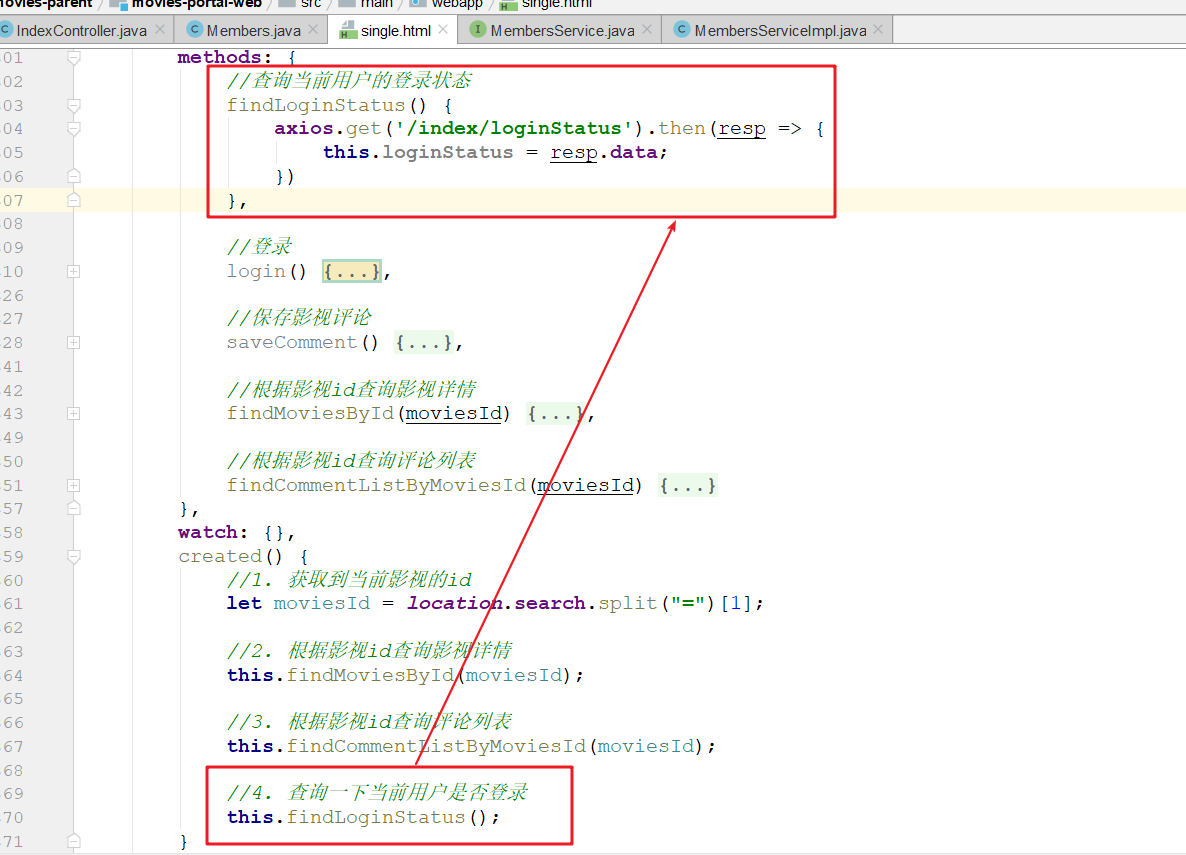 movies-parent movies-portal-web src main webapp single.html
IndexController.java Members.java single.html MembersService.java MembersServiceImpl.java
01 methods: {
02 //查询当前用户的登录状态
03 findLoginStatus() {
04 axios.get('/index/loginStatus').then(resp => {
05 this.loginStatus = resp.data;
06 })
07 },
08
09 //登录
10 login() {...},
26
27 //保存影视评论
28 saveComment() {...},
41
42 //根据影视id查询影视详情
43 findMoviesById(moviesId) {...},
49
50 //根据影视id查询评论列表
51 findCommentListByMoviesId(moviesId) {...}
57 },
58 watch: {},
59 created() {
60 //1. 获取到当前影视的id
61 let moviesId = location.search.split("=")[1];
62
63 //2. 根据影视id查询影视详情
64 this.findMoviesById(moviesId);
65
66 //3. 根据影视id查询评论列表
67 this.findCommentListByMoviesId(moviesId);
68
69 //4. 查询一下当前用户是否登录
70 this.findLoginStatus();
71 }